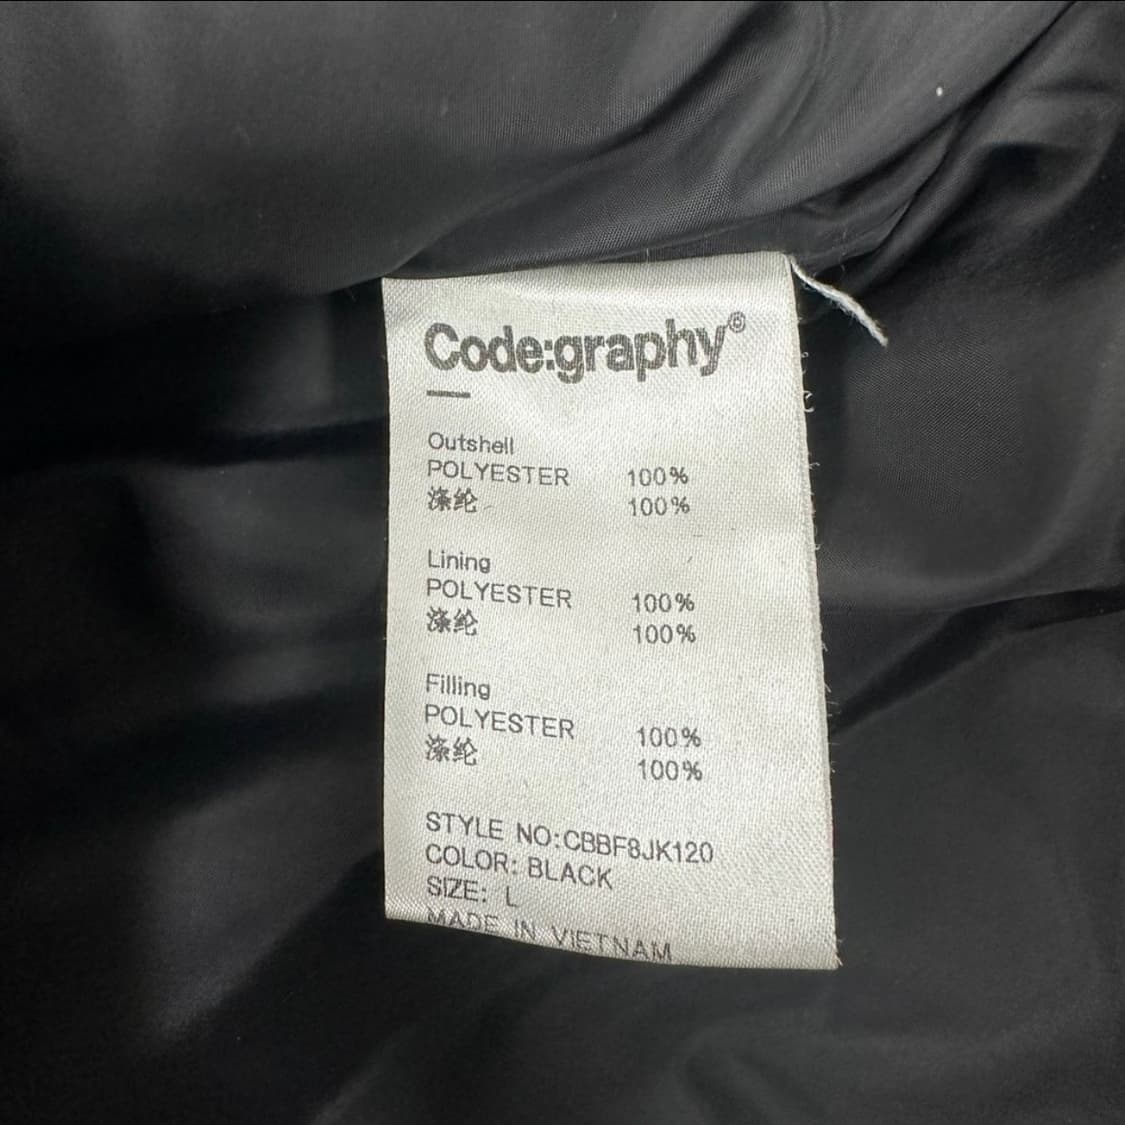 Code:graphy®
Outshell
POLYESTER 100%
涤纶 100%
Lining
POLYESTER 100%
涤纶 100%
Filling
POLYESTER 100%
涤纶 100%
STYLE NO:CBBF8JK120
COLOR: BLACK
SIZE: L
MADE IN VIETNAM